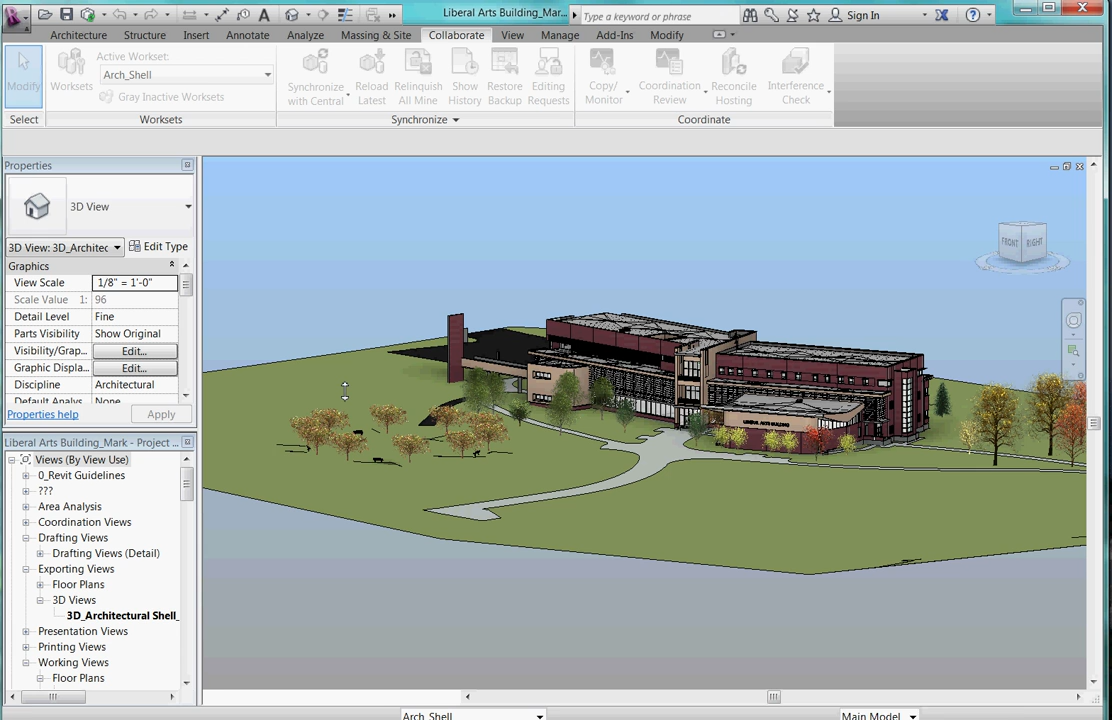 Liberal Arts Building_Mark...
Type a keyword or phrase
Sign In
Architecture Structure Insert Annotate Analyze Massing & Site Collaborate View Manage Add-Ins Modify
Modify
Worksets
Active Workset:
Arch_Shell
Gray Inactive Worksets
Synchronize
with Central
Reload
Latest
Relinquish
All Mine
Show
History
Restore
Backup
Editing
Requests
Copy/
Monitor
Coordination
Review
Reconcile
Hosting
Interference
Check
Select Worksets Synchronize Coordinate
Properties
3D View
3D View: 3D_Architec Edit Type
Graphics
View Scale 1/8" = 1'-0"
Scale Value 1: 96
Detail Level Fine
Parts Visibility Show Original
Visibility/Grap... Edit...
Graphic Displa... Edit...
Discipline Architectural
Default Analys None
Properties help Apply
Liberal Arts Building_Mark - Project ...
Views (By View Use)
0_Revit Guidelines
???
Area Analysis
Coordination Views
Drafting Views
Drafting Views (Detail)
Exporting Views
Floor Plans
3D Views
3D_Architectural Shell_
Presentation Views
Printing Views
Working Views
Floor Plans
FRONT RIGHT
LIBERAL ARTS BUILDING
Arch_Shell Main Model